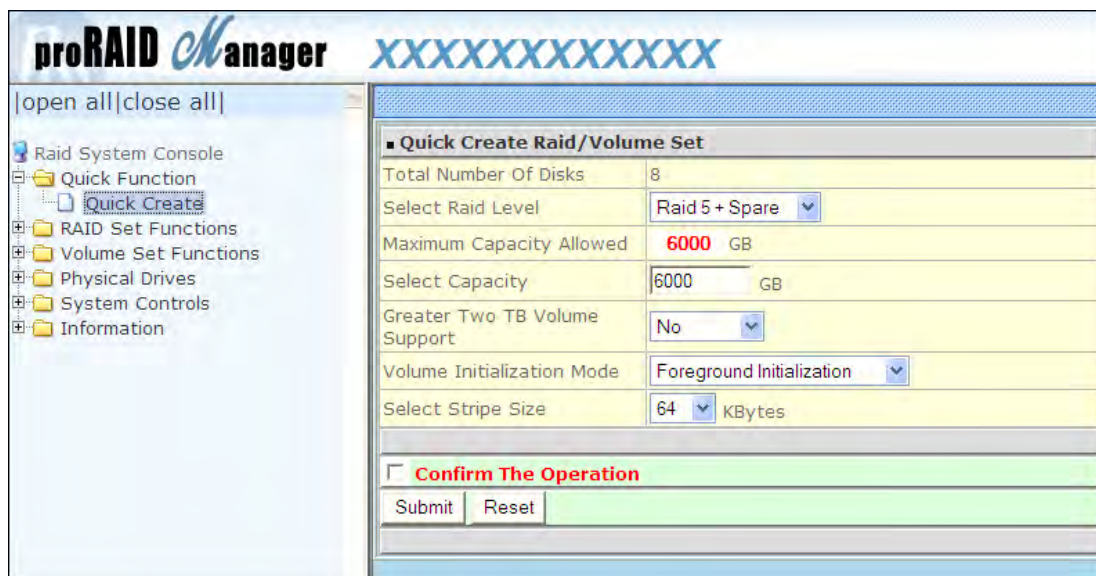 proRAID Manager XXXXXXXXXXXXX
|open all|close all|
Raid System Console
Quick Function
Quick Create
RAID Set Functions
Volume Set Functions
Physical Drives
System Controls
Information
Quick Create Raid/Volume Set
Total Number Of Disks 8
Select Raid Level Raid 5 + Spare
Maximum Capacity Allowed 6000 GB
Select Capacity 6000 GB
Greater Two TB Volume
Support No
Volume Initialization Mode Foreground Initialization
Select Stripe Size 64 KBytes
Confirm The Operation
Submit Reset